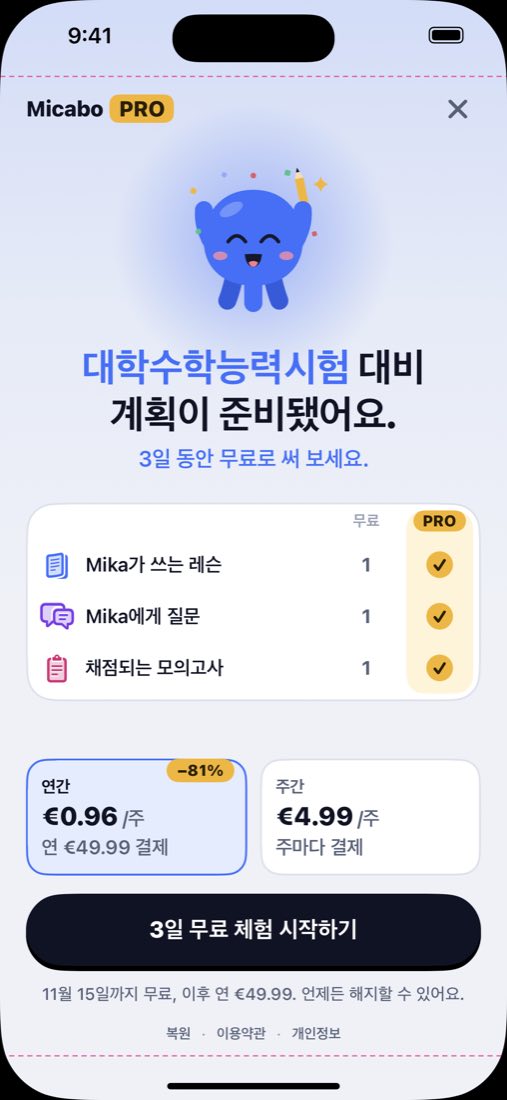 9:41
Micabo PRO
대학수학능력시험 대비
계획이 준비됐어요.
3일 동안 무료로 써 보세요.
무료 PRO
Mika가 쓰는 레슨 1
Mika에게 질문 1
채점되는 모의고사 1
−81%
연간
€0.96 /주
연 €49.99 결제
주간
€4.99 /주
주마다 결제
3일 무료 체험 시작하기
11월 15일까지 무료, 이후 연 €49.99. 언제든 해지할 수 있어요.
복원 · 이용약관 · 개인정보